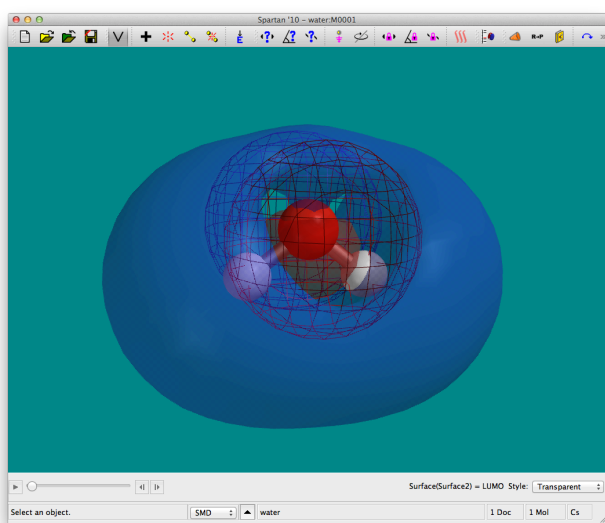 Spartan '10 - water:M0001
Surface(Surface2) = LUMO Style: Transparent
Select an object. SMD water 1 Doc 1 Mol Cs